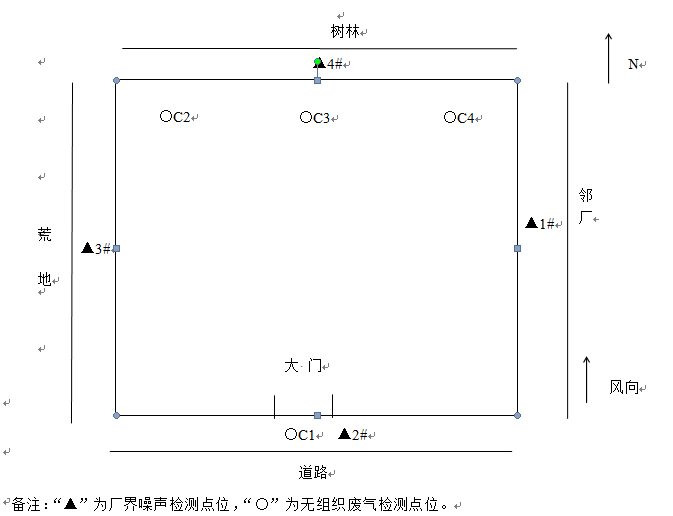 树林
▲4#
N
○C2
○C3
○C4
邻
厂
▲1#
荒
▲3#
地
大 门
风向
○C1
▲2#
道路
备注：“▲”为厂界噪声检测点位，“○”为无组织废气检测点位。